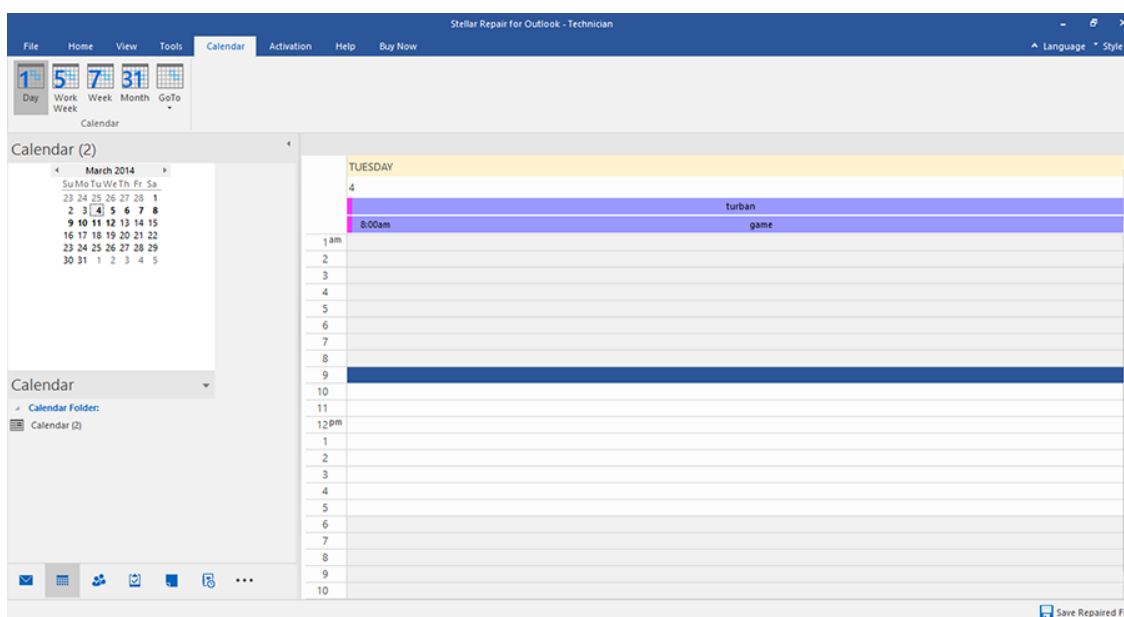 Stellar Repair for Outlook - Technician
File Home View Tools Calendar Activation Help Buy Now Language Style
1 5 7 31
Day Work Week Week Month GoTo
Calendar
Calendar (2)
March 2014
Su Mo Tu We Th Fr Sa
23 24 25 26 27 28 1
2 3 4 5 6 7 8
9 10 11 12 13 14 15
16 17 18 19 20 21 22
23 24 25 26 27 28 29
30 31 1 2 3 4 5
Calendar
Calendar Folder:
Calendar (2)
TUESDAY
4
turban
8:00am game
1 am
2
3
4
5
6
7
8
9
10
11
12 pm
1
2
3
4
5
6
7
8
9
10
Save Repaired F